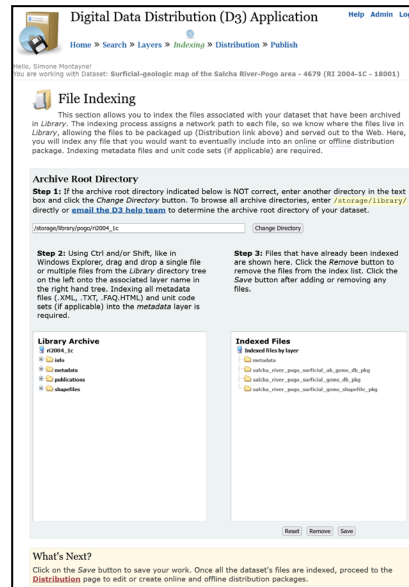 Digital Data Distribution (D3) Application
Help Admin Log
Home » Search » Layers » Indexing » Distribution » Publish
Hello, Simone Montayne!
You are working with Dataset: Surficial-geologic map of the Salcha River-Pogo area - 4679 (RI 2004-1C - 18001)
File Indexing
This section allows you to index the files associated with your dataset that have been archived
in Library. The indexing process assigns a network path to each file, so we know where the files live in
Library, allowing the files to be packaged up (Distribution link above) and served out to the Web. Here,
you will index any file that you would want to eventually include into an online or offline distribution
package. Indexing metadata files and unit code sets (if applicable) are required.
Archive Root Directory
Step 1: If the archive root directory indicated below is NOT correct, enter another directory in the text
box and click the Change Directory button. To browse all archive directories, enter /storage/library/
directly or email the D3 help team to determine the archive root directory of your dataset.
/storage/library/pogo/ri2004_1c
Change Directory
Step 2: Using Ctrl and/or Shift, like in
Windows Explorer, drag and drop a single file
or multiple files from the Library directory tree
on the left onto the associated layer name in
the right hand tree. Indexing all metadata
files (.XML, .TXT, .FAQ.HTML) and unit code
sets (if applicable) into the metadata layer is
required.
Step 3: Files that have already been indexed
are shown here. Click the Remove button to
remove the files from the index list. Click the
Save button after adding or removing any
files.
Library Archive
ri2004_1c
info
metadata
publications
shapefiles
Indexed Files
Indexed files by layer
metadata
salcha_river_pogo_surficial_ak_gems_db_pkg
salcha_river_pogo_surficial_gems_db_pkg
salcha_river_pogo_surficial_gems_shapefile_pkg
Reset Remove Save
What's Next?
Click on the Save button to save your work. Once all the dataset's files are indexed, proceed to the
Distribution page to edit or create online and offline distribution packages.